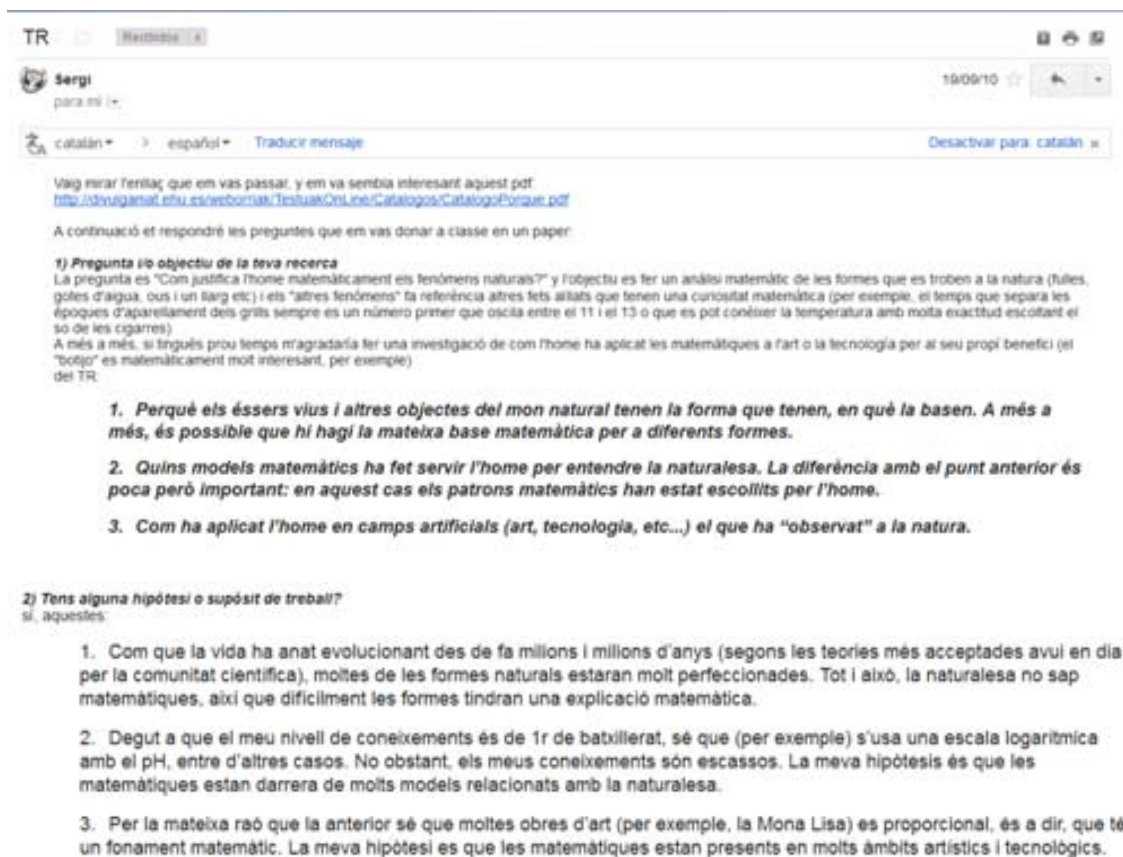 TR Recibidos x
Sergi 19/09/10
para mí
catalán > español Traducir mensaje Desactivar para: catalán x
Vaig mirar l'enllaç que em vas passar, y em va sembla interesant aquest pdf:
http://divulgamat.ehu.es/weborriak/TestuakOnLine/Catalogos/CatalogoPorque.pdf
A continuació et respondré les preguntes que em vas donar a classe en un paper:
1) Pregunta i/o objectiu de la teva recerca
La pregunta es "Com justifica l'home matemàticament els fenómens naturals?" y l'objectiu es fer un anàlisi matemàtic de les formes que es troben a la natura (fulles,
gotes d'aigua, ous i un llarg etc) i els "altres fenómens" fa referència altres fets aïllats que tenen una curiositat matemàtica (per exemple, el temps que separa les
époques d'aparellament dels grills sempre es un número primer que oscila entre el 11 i el 13 o que es pot conèixer la temperatura amb molta exactitud escoltant el
so de les cigarres)
A més a més, si tingués prou temps m'agradaría fer una investigació de com l'home ha aplicat les matemàtiques a l'art o la tecnología per al seu propi benefici (el
"botijo" es matemàticament molt interesant, per exemple)
del TR:
1. Perquè els éssers vius i altres objectes del mon natural tenen la forma que tenen, en què la basen. A més a
més, és possible que hi hagi la mateixa base matemàtica per a diferents formes.
2. Quins models matemàtics ha fet servir l'home per entendre la naturalesa. La diferència amb el punt anterior és
poca però important: en aquest cas els patrons matemàtics han estat escollits per l'home.
3. Com ha aplicat l'home en camps artificials (art, tecnologia, etc...) el que ha "observat" a la natura.
2) Tens alguna hipòtesi o supòsit de treball?
sí, aquestes:
1. Com que la vida ha anat evolucionant des de fa milions i milions d'anys (segons les teories més acceptades avui en dia
per la comunitat científica), moltes de les formes naturals estaran molt perfeccionades. Tot i això, la naturalesa no sap
matemàtiques, així que difícilment les formes tindran una explicació matemàtica.
2. Degut a que el meu nivell de coneixements és de 1r de batxillerat, sé que (per exemple) s'usa una escala logarítmica
amb el pH, entre d'altres casos. No obstant, els meus coneixements són escassos. La meva hipòtesis és que les
matemàtiques estan darrera de molts models relacionats amb la naturalesa.
3. Per la mateixa raó que la anterior sé que moltes obres d'art (per exemple, la Mona Lisa) es proporcional, és a dir, que té
un fonament matemàtic. La meva hipòtesi es que les matemàtiques estan presents en molts àmbits artístics i tecnològics.